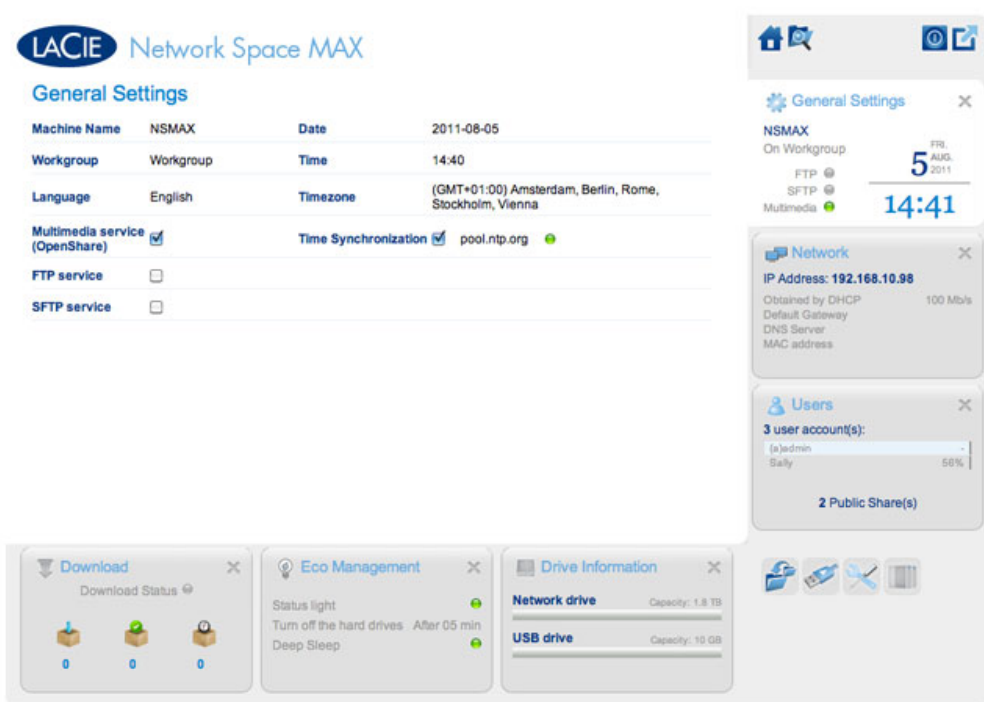 LACIE Network Space MAX
General Settings
Machine Name NSMAX Date 2011-08-05
Workgroup Workgroup Time 14:40
Language English Timezone (GMT+01:00) Amsterdam, Berlin, Rome,
Stockholm, Vienna
Multimedia service
(OpenShare)
Time Synchronization pool.ntp.org
FTP service
SFTP service
General Settings
NSMAX
On Workgroup
FTP
SFTP
Multimedia
5
FRI.
AUG.
2011
14:41
Network
IP Address: 192.168.10.98
Obtained by DHCP 100 Mb/s
Default Gateway
DNS Server
MAC address
Users
3 user account(s):
(a)admin -
Sally 56%
2 Public Share(s)
Download
Download Status
0 0 0
Eco Management
Status light
Turn off the hard drives After 05 min
Deep Sleep
Drive Information
Network drive Capacity: 1.8 TB
USB drive Capacity: 10 GB